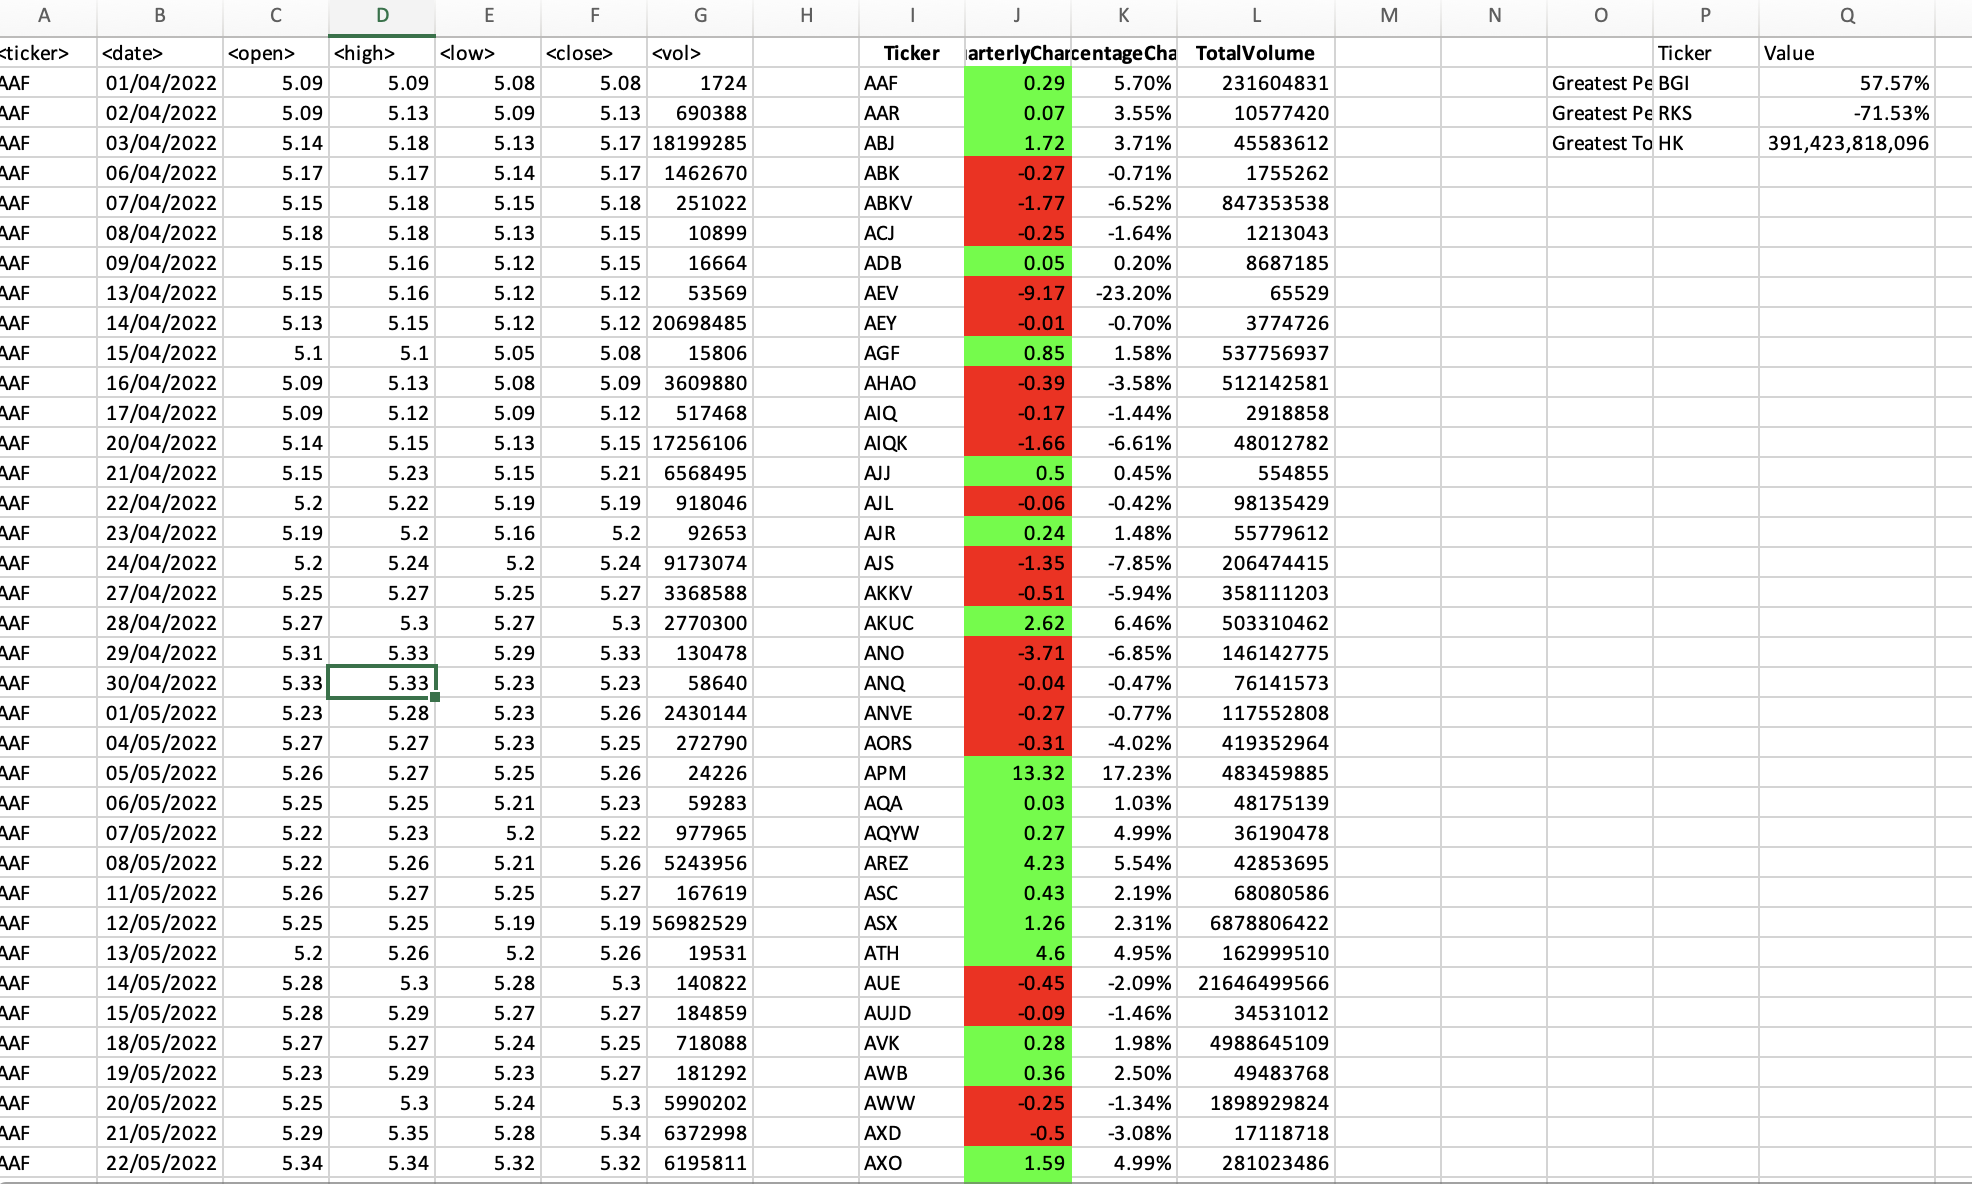 A B C D E F G H I J K L M N O P Q
<ticker> <date> <open> <high> <low> <close> <vol> Ticker arterlyChar centageCha TotalVolume Ticker Value
AAF 01/04/2022 5.09 5.09 5.08 5.08 1724 AAF 0.29 5.70% 231604831 Greatest Pe BGI 57.57%
AAF 02/04/2022 5.09 5.13 5.09 5.13 690388 AAR 0.07 3.55% 10577420 Greatest Pe RKS -71.53%
AAF 03/04/2022 5.14 5.18 5.13 5.17 18199285 ABJ 1.72 3.71% 45583612 Greatest To HK 391,423,818,096
AAF 06/04/2022 5.17 5.17 5.14 5.17 1462670 ABK -0.27 -0.71% 1755262
AAF 07/04/2022 5.15 5.18 5.15 5.18 251022 ABKV -1.77 -6.52% 847353538
AAF 08/04/2022 5.18 5.18 5.13 5.15 10899 ACJ -0.25 -1.64% 1213043
AAF 09/04/2022 5.15 5.16 5.12 5.15 16664 ADB 0.05 0.20% 8687185
AAF 13/04/2022 5.15 5.16 5.12 5.12 53569 AEV -9.17 -23.20% 65529
AAF 14/04/2022 5.13 5.15 5.12 5.12 20698485 AEY -0.01 -0.70% 3774726
AAF 15/04/2022 5.1 5.1 5.05 5.08 15806 AGF 0.85 1.58% 537756937
AAF 16/04/2022 5.09 5.13 5.08 5.09 3609880 AHAO -0.39 -3.58% 512142581
AAF 17/04/2022 5.09 5.12 5.09 5.12 517468 AIQ -0.17 -1.44% 2918858
AAF 20/04/2022 5.14 5.15 5.13 5.15 17256106 AIQK -1.66 -6.61% 48012782
AAF 21/04/2022 5.15 5.23 5.15 5.21 6568495 AJJ 0.5 0.45% 554855
AAF 22/04/2022 5.2 5.22 5.19 5.19 918046 AJL -0.06 -0.42% 98135429
AAF 23/04/2022 5.19 5.2 5.16 5.2 92653 AJR 0.24 1.48% 55779612
AAF 24/04/2022 5.2 5.24 5.2 5.24 9173074 AJS -1.35 -7.85% 206474415
AAF 27/04/2022 5.25 5.27 5.25 5.27 3368588 AKKV -0.51 -5.94% 358111203
AAF 28/04/2022 5.27 5.3 5.27 5.3 2770300 AKUC 2.62 6.46% 503310462
AAF 29/04/2022 5.31 5.33 5.29 5.33 130478 ANO -3.71 -6.85% 146142775
AAF 30/04/2022 5.33 5.33 5.23 5.23 58640 ANQ -0.04 -0.47% 76141573
AAF 01/05/2022 5.23 5.28 5.23 5.26 2430144 ANVE -0.27 -0.77% 117552808
AAF 04/05/2022 5.27 5.27 5.23 5.25 272790 AORS -0.31 -4.02% 419352964
AAF 05/05/2022 5.26 5.27 5.25 5.26 24226 APM 13.32 17.23% 483459885
AAF 06/05/2022 5.25 5.25 5.21 5.23 59283 AQA 0.03 1.03% 48175139
AAF 07/05/2022 5.22 5.23 5.2 5.22 977965 AQYW 0.27 4.99% 36190478
AAF 08/05/2022 5.22 5.26 5.21 5.26 5243956 AREZ 4.23 5.54% 42853695
AAF 11/05/2022 5.26 5.27 5.25 5.27 167619 ASC 0.43 2.19% 68080586
AAF 12/05/2022 5.25 5.25 5.19 5.19 56982529 ASX 1.26 2.31% 6878806422
AAF 13/05/2022 5.2 5.26 5.2 5.26 19531 ATH 4.6 4.95% 162999510
AAF 14/05/2022 5.28 5.3 5.28 5.3 140822 AUE -0.45 -2.09% 21646499566
AAF 15/05/2022 5.28 5.29 5.27 5.27 184859 AUJD -0.09 -1.46% 34531012
AAF 18/05/2022 5.27 5.27 5.24 5.25 718088 AVK 0.28 1.98% 4988645109
AAF 19/05/2022 5.23 5.29 5.23 5.27 181292 AWB 0.36 2.50% 49483768
AAF 20/05/2022 5.25 5.3 5.24 5.3 5990202 AWW -0.25 -1.34% 1898929824
AAF 21/05/2022 5.29 5.35 5.28 5.34 6372998 AXD -0.5 -3.08% 17118718
AAF 22/05/2022 5.34 5.34 5.32 5.32 6195811 AXO 1.59 4.99% 281023486